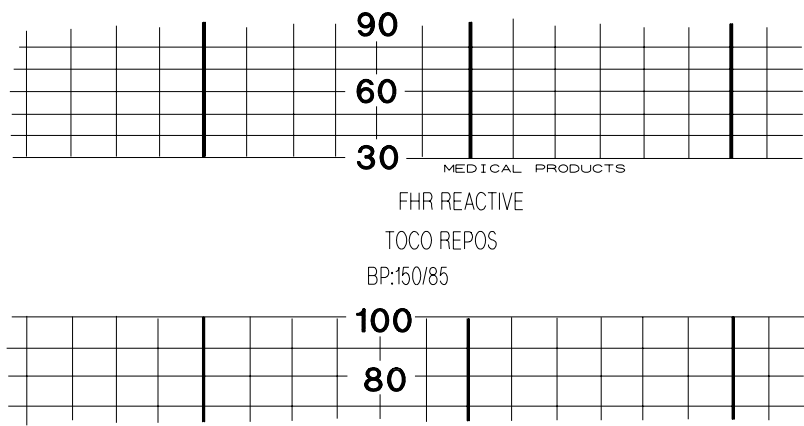 90
60
30
MEDICAL PRODUCTS
FHR REACTIVE
TOCO REPOS
BP:150/85
100
80